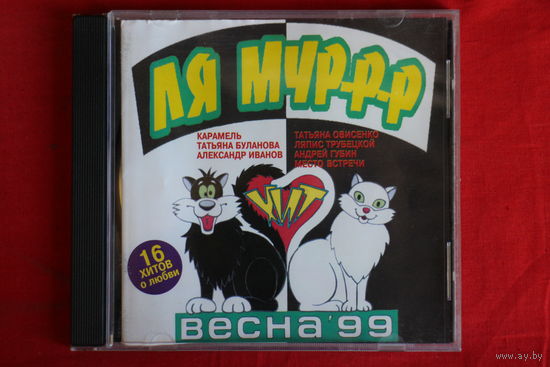 ЛЯ МУР-Р-Р
КАРАМЕЛЬ
ТАТЬЯНА БУЛАНОВА
АЛЕКСАНДР ИВАНОВ
ТАТЬЯНА ОВИСЕНКО
ЛЯПИС ТРУБЕЦКОЙ
АНДРЕЙ ГУБИН
МЕСТО ВСТРЕЧИ
ХИТ
16
ХИТОВ
О ЛЮБВИ
весна'99
www.ay.by